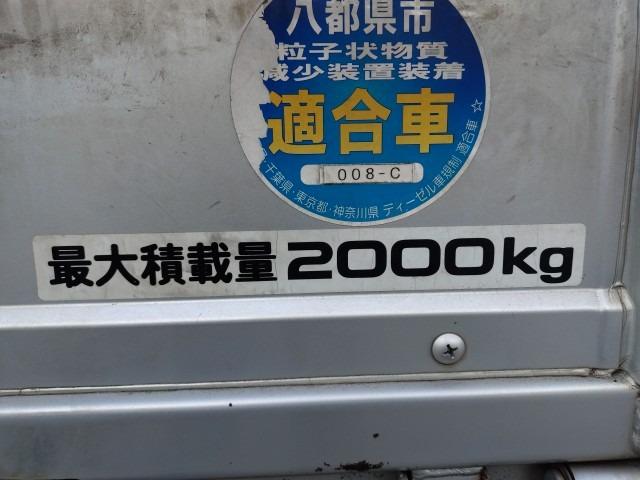 八都県市
粒子状物質
減少装置装着
適合車
008-C
千葉県・東京都・神奈川県 ディーゼル車規制 適合車 ☆
最大積載量 2000kg